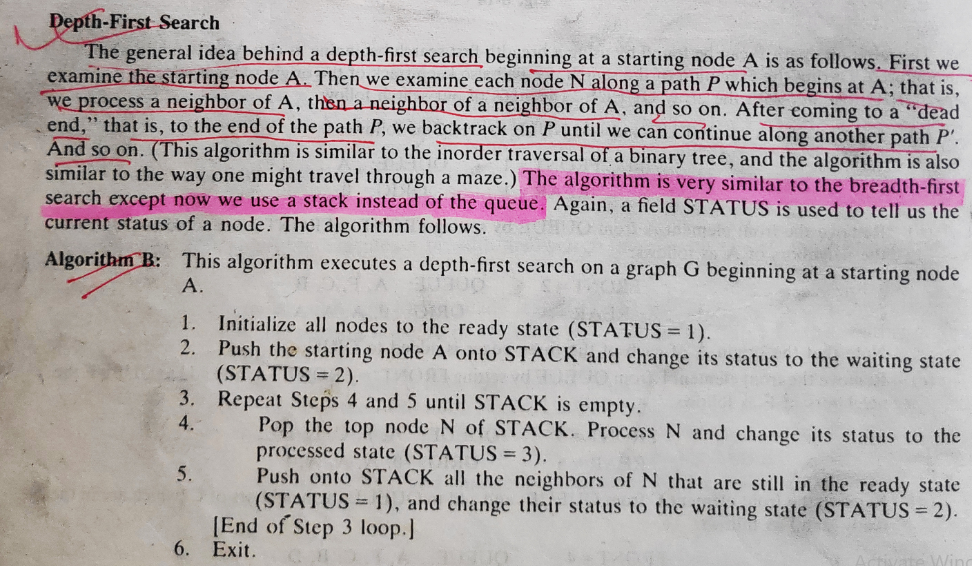 Depth-First Search
The general idea behind a depth-first search beginning at a starting node A is as follows. First we
examine the starting node A. Then we examine each node N along a path P which begins at A; that is,
we process a neighbor of A, then a neighbor of a neighbor of A, and so on. After coming to a “dead
end,” that is, to the end of the path P, we backtrack on P until we can continue along another path P′.
And so on. (This algorithm is similar to the inorder traversal of a binary tree, and the algorithm is also
similar to the way one might travel through a maze.) The algorithm is very similar to the breadth-first
search except now we use a stack instead of the queue. Again, a field STATUS is used to tell us the
current status of a node. The algorithm follows.
Algorithm B: This algorithm executes a depth-first search on a graph G beginning at a starting node
A.
1. Initialize all nodes to the ready state (STATUS = 1).
2. Push the starting node A onto STACK and change its status to the waiting state
(STATUS = 2).
3. Repeat Steps 4 and 5 until STACK is empty.
4. Pop the top node N of STACK. Process N and change its status to the
processed state (STATUS = 3).
5. Push onto STACK all the neighbors of N that are still in the ready state
(STATUS = 1), and change their status to the waiting state (STATUS = 2).
[End of Step 3 loop.]
6. Exit.
Activate Wind